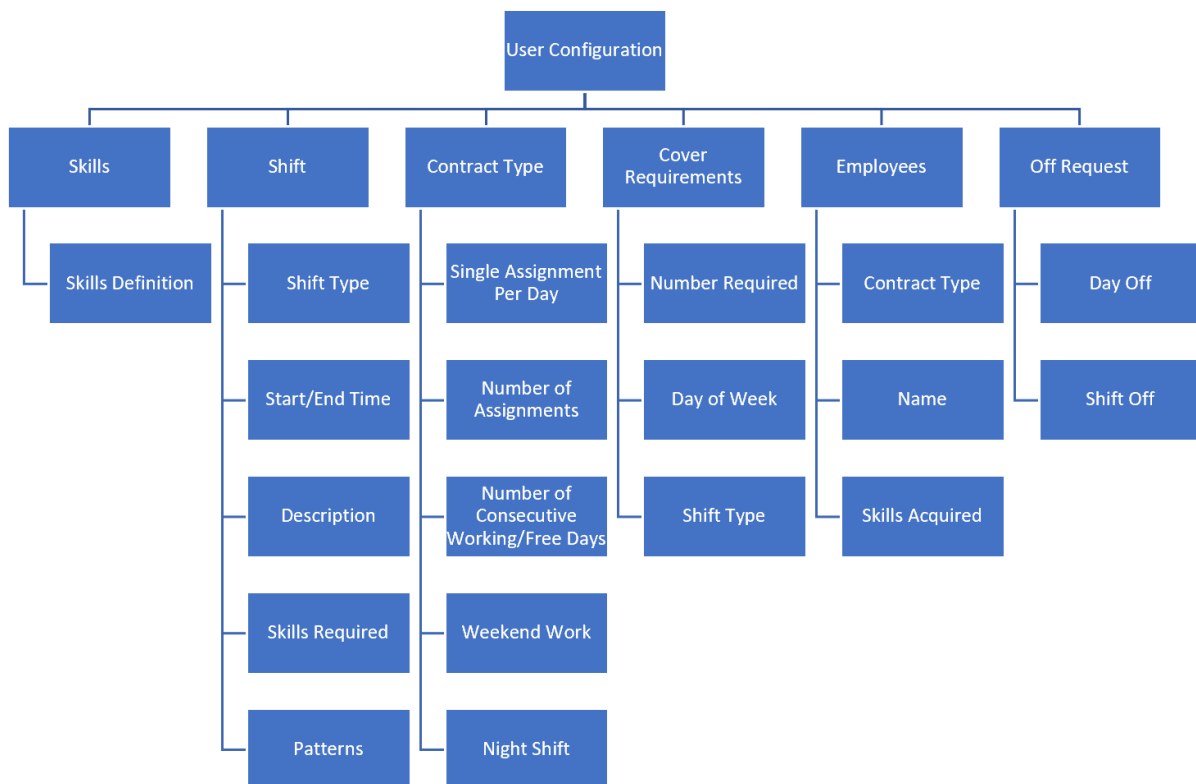 User Configuration
Skills
Shift
Contract Type
Cover
Requirements
Employees
Off Request
Skills Definition
Shift Type
Single Assignment
Per Day
Number Required
Contract Type
Day Off
Start/End Time
Number of
Assignments
Day of Week
Name
Shift Off
Description
Number of
Consecutive
Working/Free Days
Shift Type
Skills Acquired
Skills Required
Weekend Work
Patterns
Night Shift